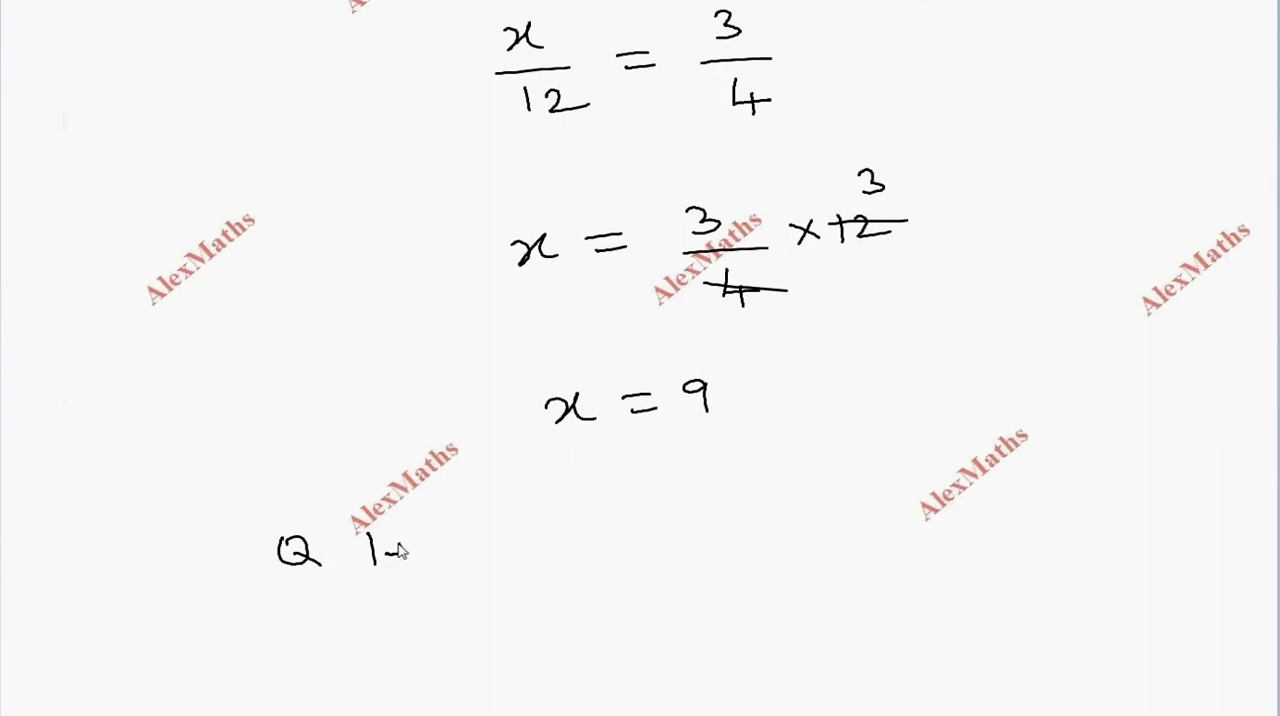 x/12 = 3/4
3
x = 3/4 × 12
x = 9
Q 1-
AlexMaths
AlexMaths
AlexMaths
AlexMaths
AlexMaths